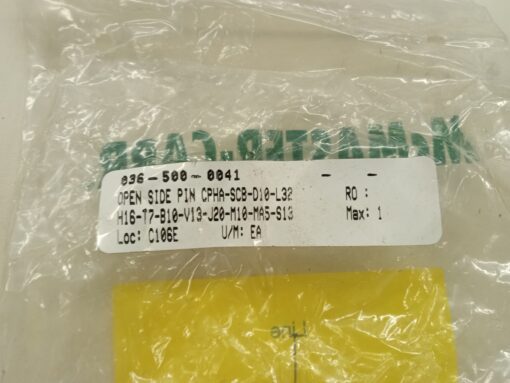 McMASTER-CARR
036-500-0041 - -
OPEN SIDE PIN CPHA-SCB-D10-L32 RO :
H16-T7-B10-V13-J20-M10-MA5-S13 Max: 1
Loc: C106E U/M: EA
Live